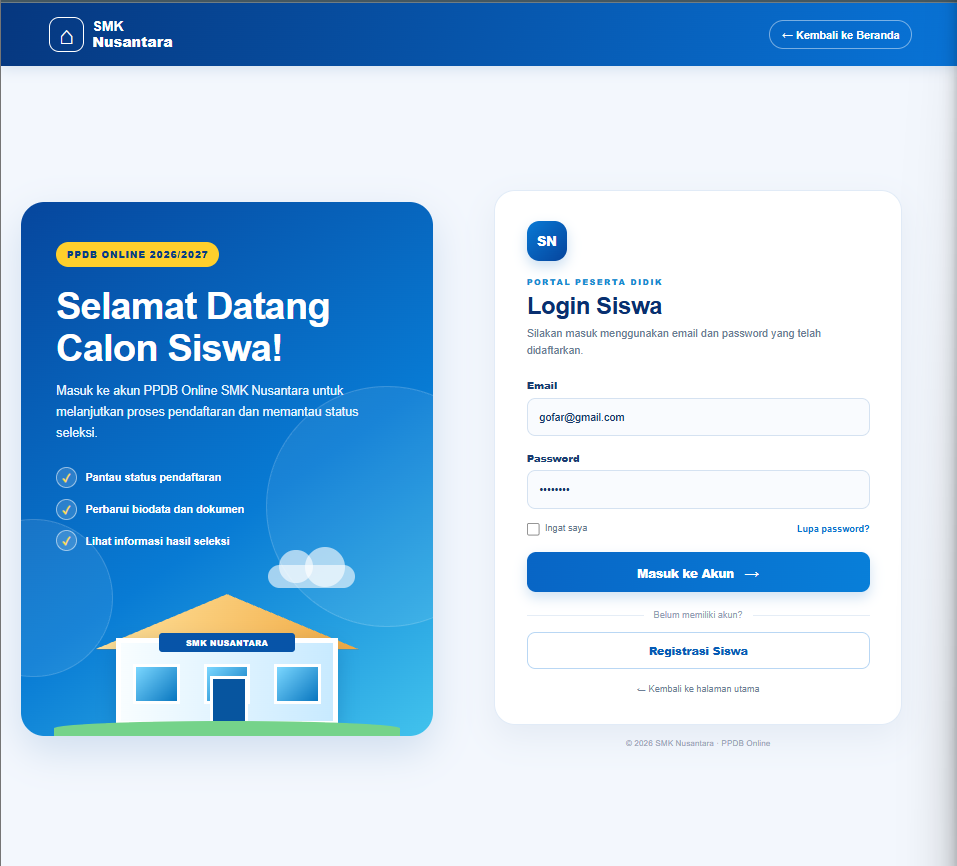 SMK
Nusantara
← Kembali ke Beranda
PPDB ONLINE 2026/2027
Selamat Datang
Calon Siswa!
Masuk ke akun PPDB Online SMK Nusantara untuk
melanjutkan proses pendaftaran dan memantau status
seleksi.
✓ Pantau status pendaftaran
✓ Perbarui biodata dan dokumen
✓ Lihat informasi hasil seleksi
SMK NUSANTARA
SN
PORTAL PESERTA DIDIK
Login Siswa
Silakan masuk menggunakan email dan password yang telah
didaftarkan.
Email
gofar@gmail.com
Password
••••••••
Ingat saya
Lupa password?
Masuk ke Akun →
Belum memiliki akun?
Registrasi Siswa
← Kembali ke halaman utama
© 2026 SMK Nusantara · PPDB Online